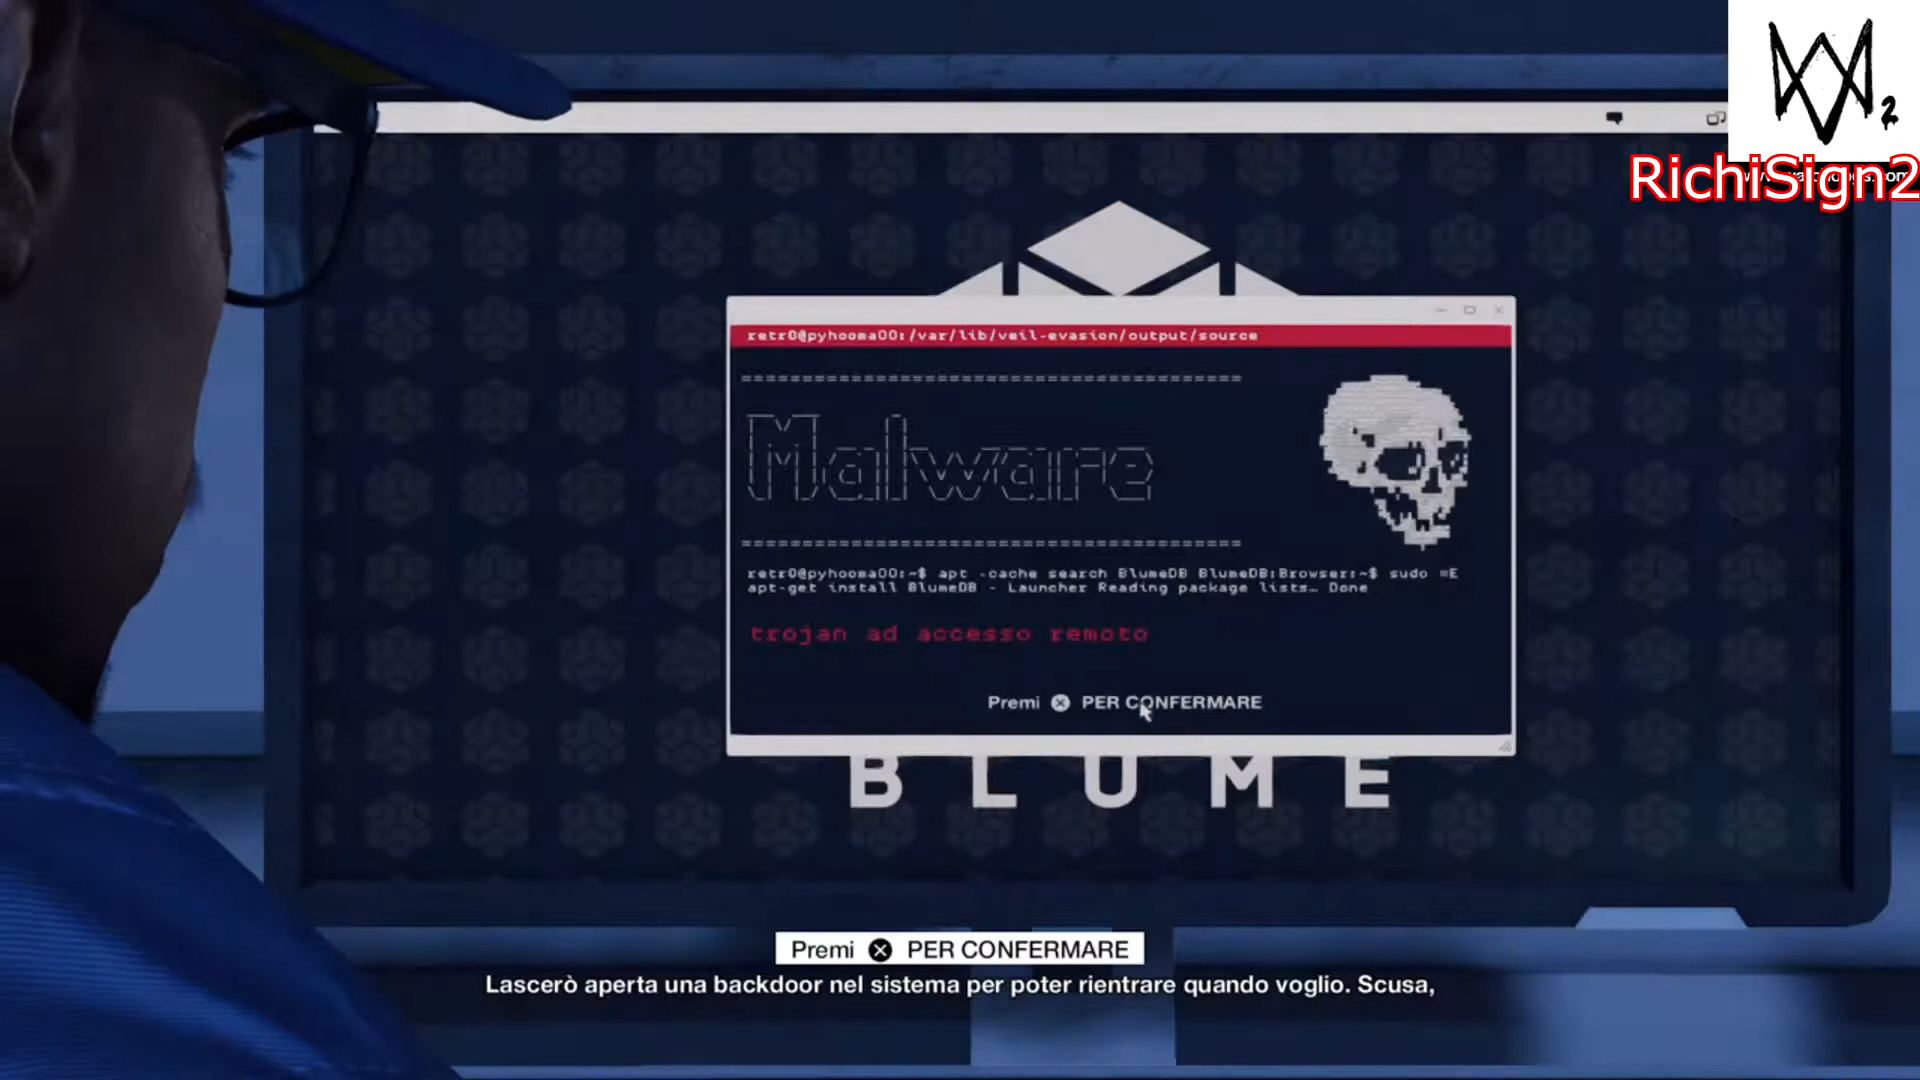 2
RichiSign2
retr0@pyhooma00:/var/lib/veil-evasion/output/source
========================================
Malware
========================================
retr0@pyhooma00:~$ apt -cache search BlumeDB BlumeDB:Browser:~$ sudo =E
apt-get install BlumeDB - Launcher Reading package lists… Done
trojan ad accesso remoto
Premi ⓧ PER CONFERMARE
BLUME
Premi ⓧ PER CONFERMARE
Lascerò aperta una backdoor nel sistema per poter rientrare quando voglio. Scusa,